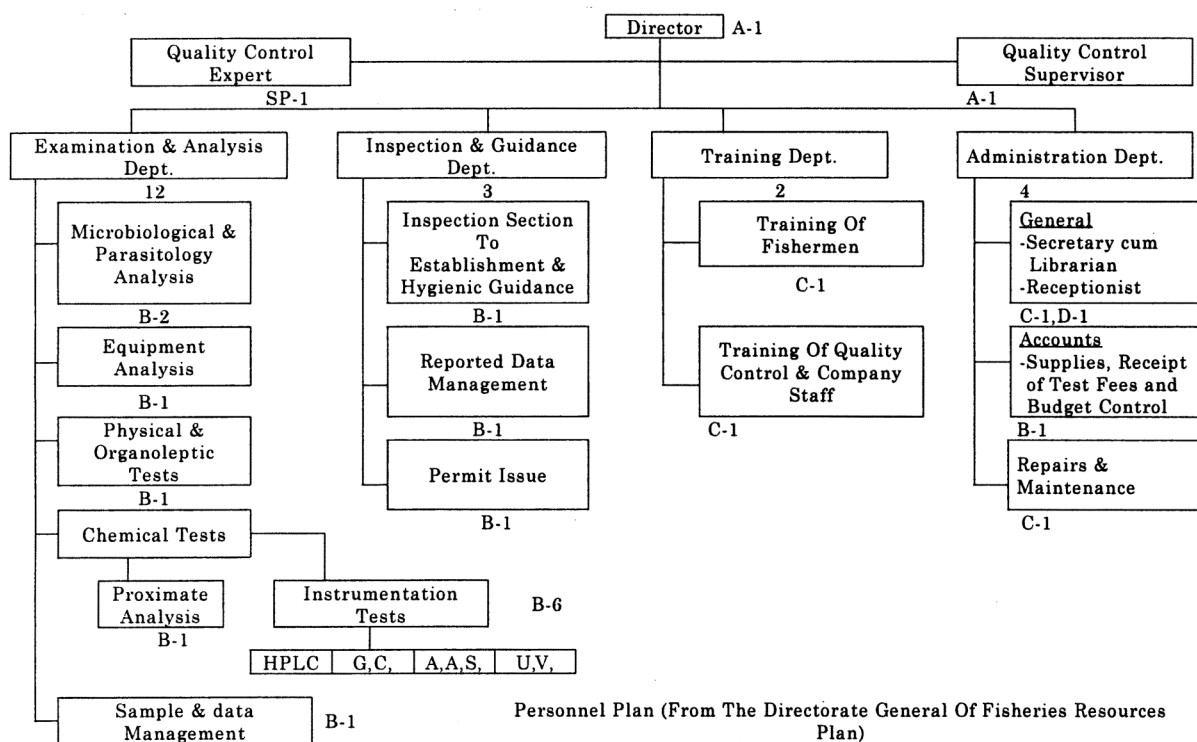 Director
A-1
Quality Control
Expert
SP-1
Quality Control
Supervisor
A-1
Examination & Analysis
Dept.
12
Microbiological &
Parasitology
Analysis
B-2
Equipment
Analysis
B-1
Physical &
Organoleptic
Tests
B-1
Chemical Tests
Proximate
Analysis
B-1
Instrumentation
Tests
B-6
HPLC
G,C,
A,A,S,
U,V,
Sample & data
Management
B-1
Inspection & Guidance
Dept.
3
Inspection Section
To
Establishment &
Hygienic Guidance
B-1
Reported Data
Management
B-1
Permit Issue
B-1
Training Dept.
2
Training Of
Fishermen
C-1
Training Of Quality
Control & Company
Staff
C-1
Administration Dept.
4
General
-Secretary cum
Librarian
-Receptionist
C-1,D-1
Accounts
-Supplies, Receipt
of Test Fees and
Budget Control
B-1
Repairs &
Maintenance
C-1
Personnel Plan (From The Directorate General Of Fisheries Resources
Plan)